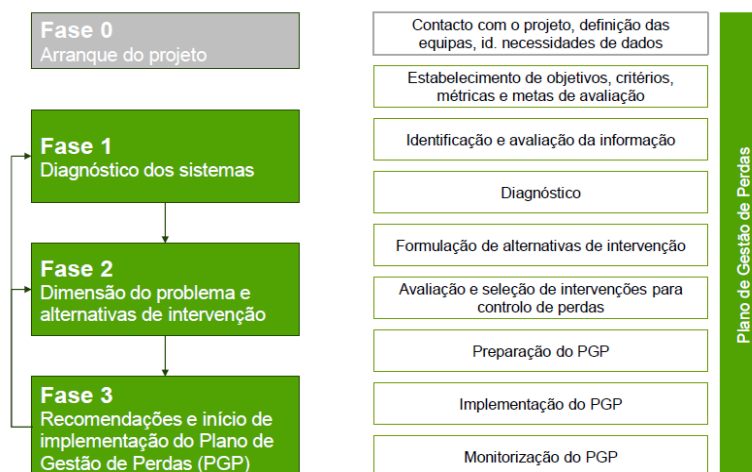 Fase 0
Arranque do projeto
Contacto com o projeto, definição das
equipas, id. necessidades de dados
Estabelecimento de objetivos, critérios,
métricas e metas de avaliação
Fase 1
Diagnóstico dos sistemas
Identificação e avaliação da informação
Diagnóstico
Formulação de alternativas de intervenção
Fase 2
Dimensão do problema e
alternativas de intervenção
Avaliação e seleção de intervenções para
controlo de perdas
Preparação do PGP
Fase 3
Recomendações e início de
implementação do Plano de
Gestão de Perdas (PGP)
Implementação do PGP
Monitorização do PGP
Plano de Gestão de Perdas